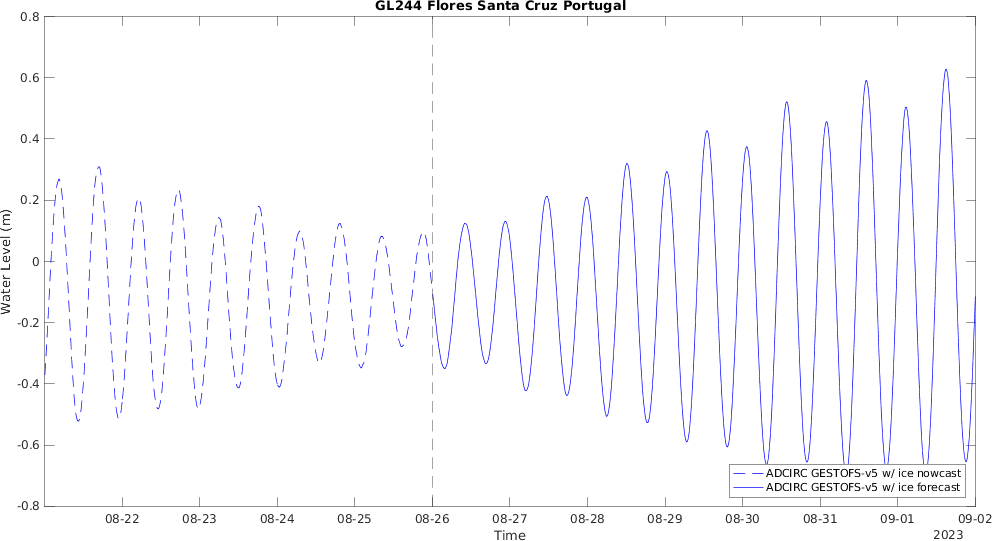 GL244 Flores Santa Cruz Portugal
0.8
0.6
0.4
0.2
0
-0.2
-0.4
-0.6
-0.8
Water Level (m)
ADCIRC GESTOFS-v5 w/ ice nowcast
ADCIRC GESTOFS-v5 w/ ice forecast
08-22 08-23 08-24 08-25 08-26 08-27 08-28 08-29 08-30 08-31 09-01 09-02
Time
2023